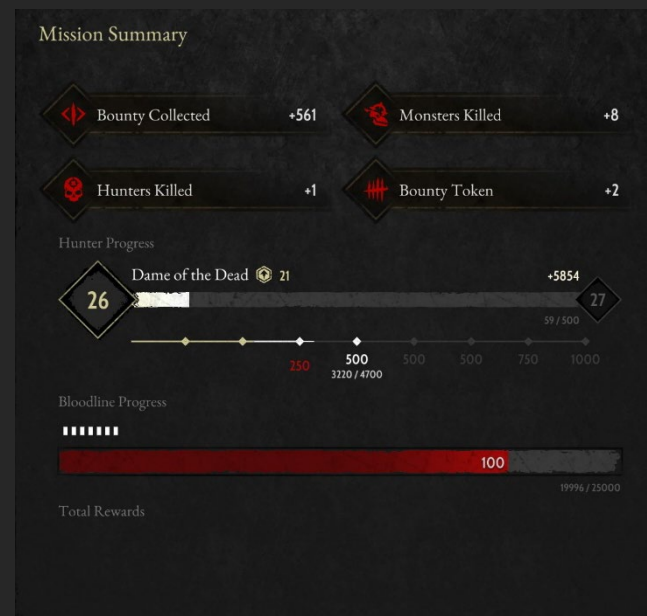 Mission Summary
Bounty Collected +561
Monsters Killed +8
Hunters Killed +1
Bounty Token +2
Hunter Progress
Dame of the Dead 21 +5854
26 27
59 / 500
250 500 500 500 750 1000
3220 / 4700
Bloodline Progress
100
19996 / 25000
Total Rewards